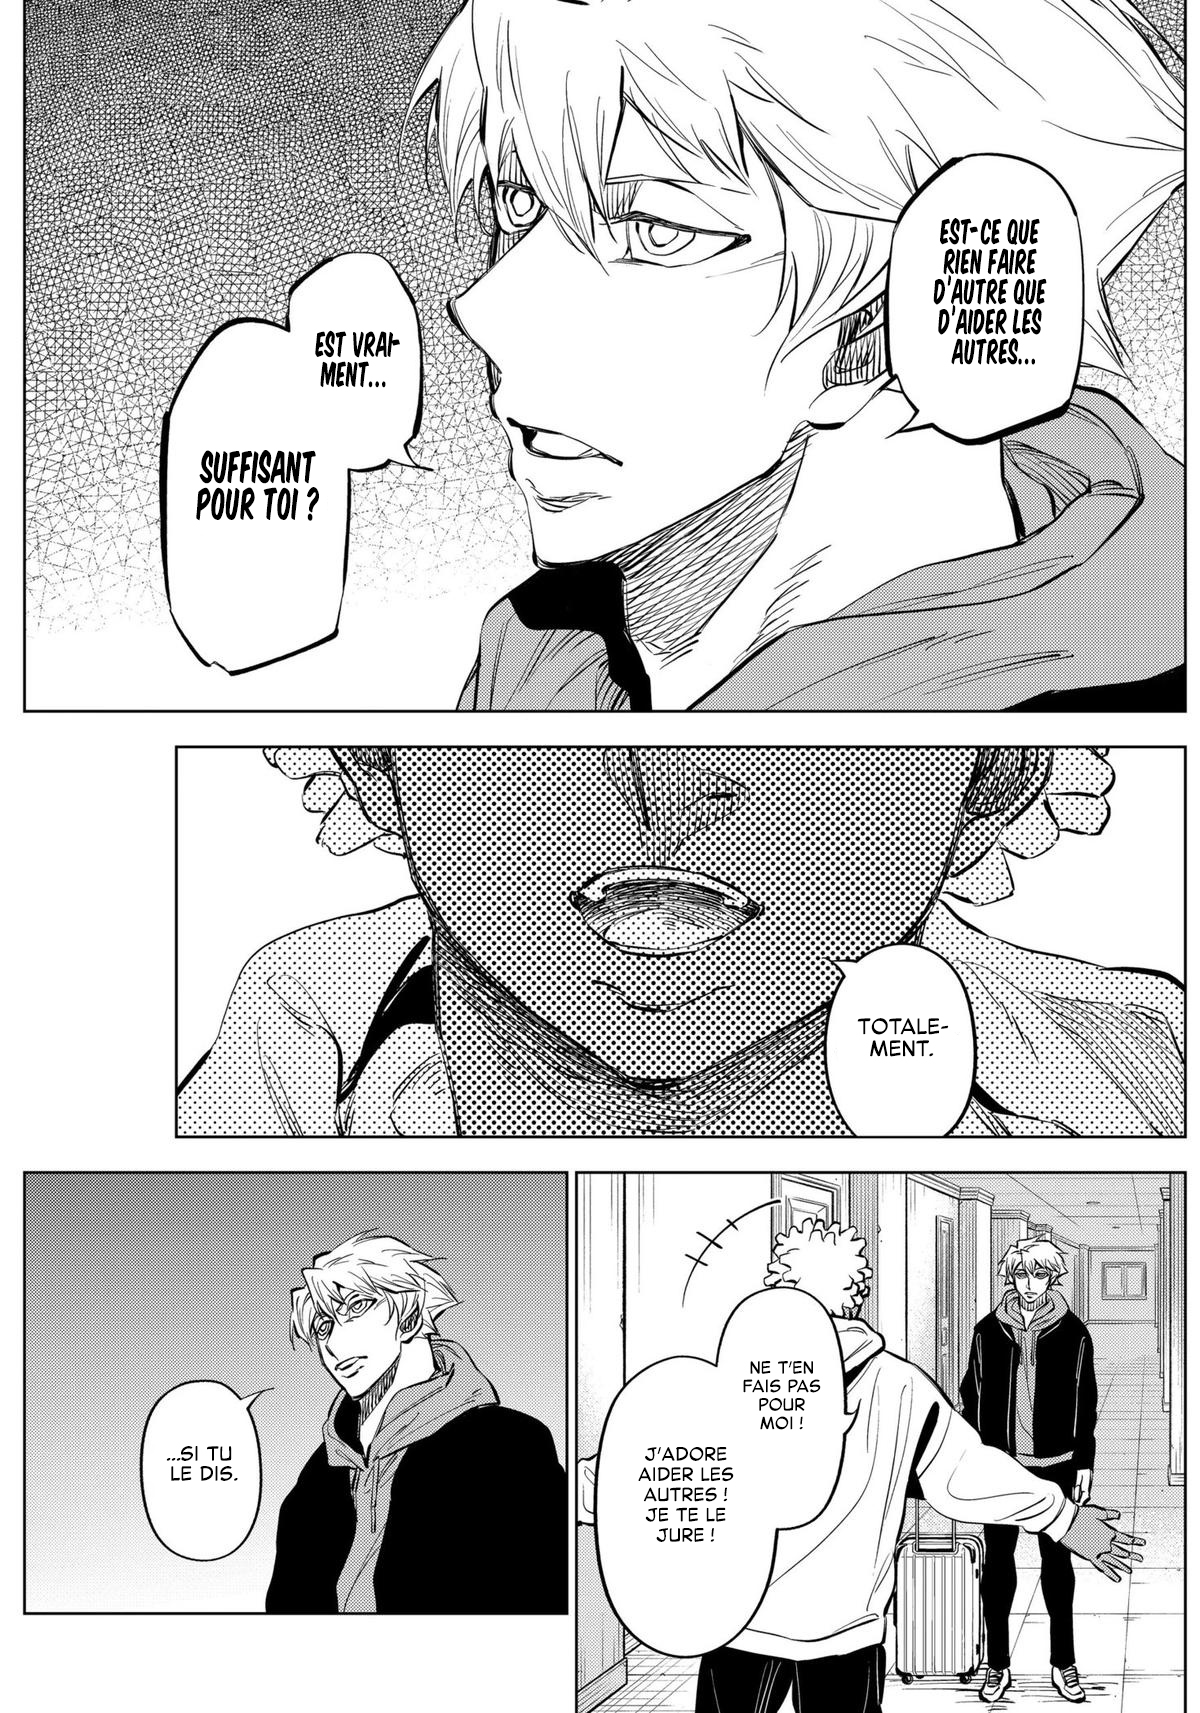 EST-CE QUE
RIEN FAIRE
D'AUTRE QUE
D'AIDER LES
AUTRES...
EST VRAI-
MENT...
SUFFISANT
POUR TOI ?
TOTALE-
MENT.
NE T'EN
FAIS PAS
POUR
MOI !
J'ADORE
AIDER LES
AUTRES !
JE TE LE
JURE !
...SI TU
LE DIS.